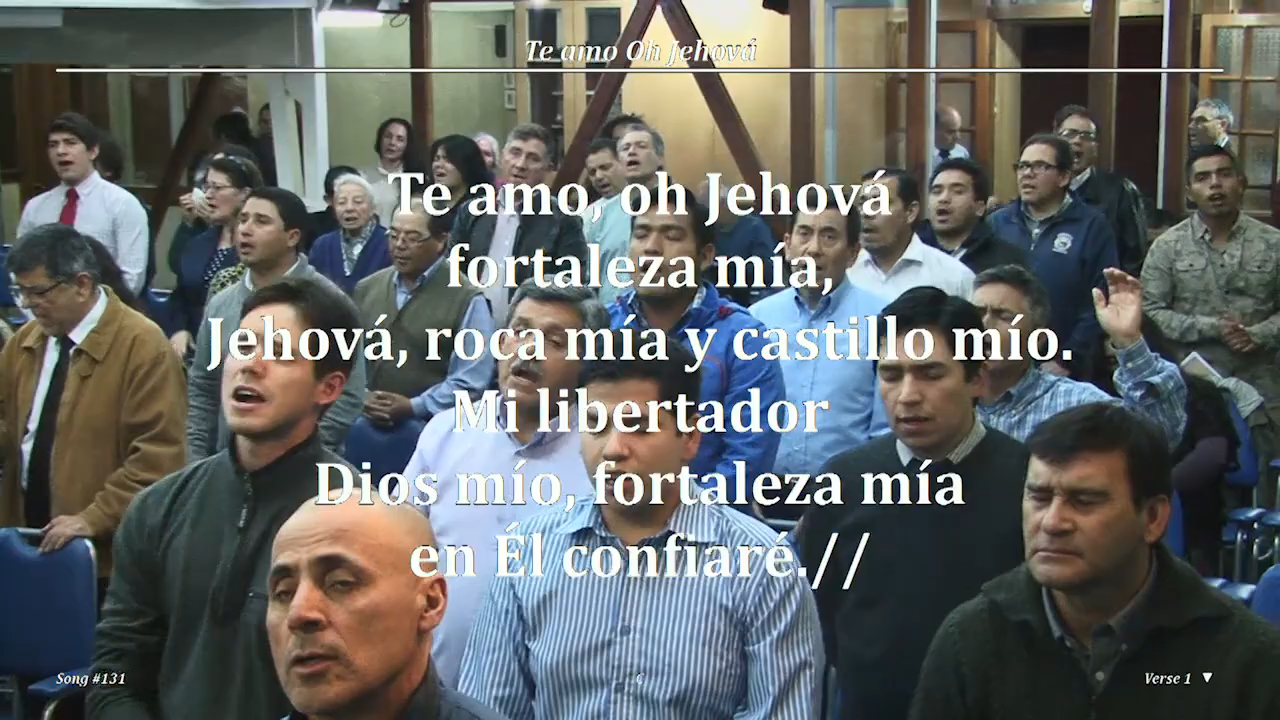 Te amo Oh Jehová
Te amo, oh Jehová
fortaleza mía,
Jehová, roca mía y castillo mío.
Mi libertador
Dios mío, fortaleza mía
en Él confiaré.//
Song #131
Verse 1 ▼